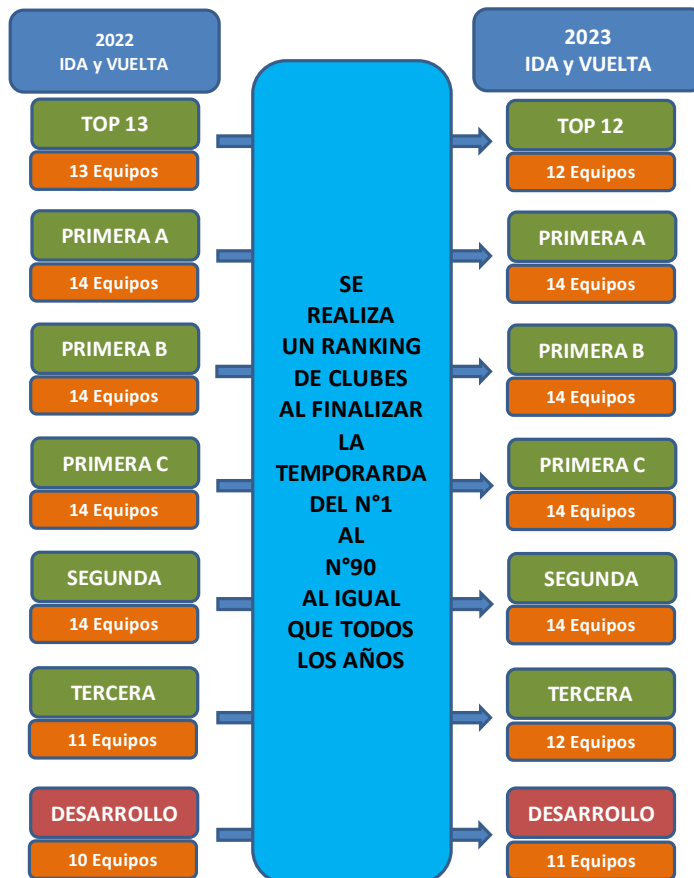 2022
IDA y VUELTA
TOP 13
13 Equipos
PRIMERA A
14 Equipos
PRIMERA B
14 Equipos
PRIMERA C
14 Equipos
SEGUNDA
14 Equipos
TERCERA
11 Equipos
DESARROLLO
10 Equipos
SE
REALIZA
UN RANKING
DE CLUBES
AL FINALIZAR
LA
TEMPORARDA
DEL N°1
AL
N°90
AL IGUAL
QUE TODOS
LOS AÑOS
2023
IDA y VUELTA
TOP 12
12 Equipos
PRIMERA A
14 Equipos
PRIMERA B
14 Equipos
PRIMERA C
14 Equipos
SEGUNDA
14 Equipos
TERCERA
12 Equipos
DESARROLLO
11 Equipos